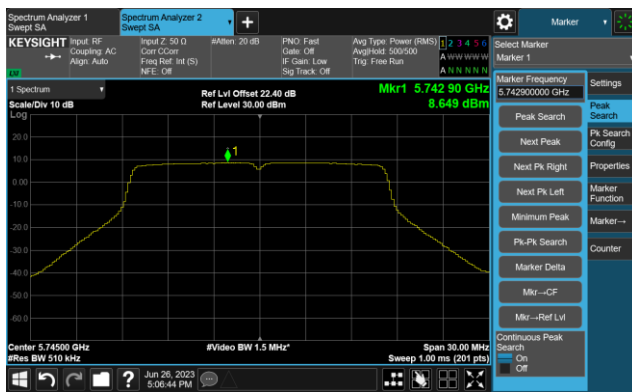 Spectrum Analyzer 1
Swept SA
Spectrum Analyzer 2
Swept SA
Marker
KEYSIGHT
Input: RF
Coupling: AC
Align: Auto
Input Z: 50 Ω
Corr CCorr
Freq Ref: Int (S)
NFE: Off
#Atten: 20 dB
PNO: Fast
Gate: Off
IF Gain: Low
Sig Track: Off
Avg Type: Power (RMS)
Avg|Hold: 500/500
Trig: Free Run
1 2 3 4 5 6
A W W W W W
A N N N N N
Select Marker
Marker 1
1 Spectrum
Scale/Div 10 dB
Ref Lvl Offset 22.40 dB
Ref Level 30.00 dBm
Mkr1 5.742 90 GHz
8.649 dBm
Log
20.0
10.0
0.00
-10.0
-20.0
-30.0
-40.0
-50.0
-60.0
1
Center 5.74500 GHz
#Res BW 510 kHz
#Video BW 1.5 MHz*
Span 30.00 MHz
Sweep 1.00 ms (201 pts)
Marker Frequency
5.742900000 GHz
Peak Search
Next Peak
Next Pk Right
Next Pk Left
Minimum Peak
Pk-Pk Search
Marker Delta
Mkr→CF
Mkr→Ref Lvl
Continuous Peak
Search
On
Off
Settings
Peak
Search
Pk Search
Config
Properties
Marker
Function
Marker→
Counter
Jun 26, 2023
5:06:44 PM